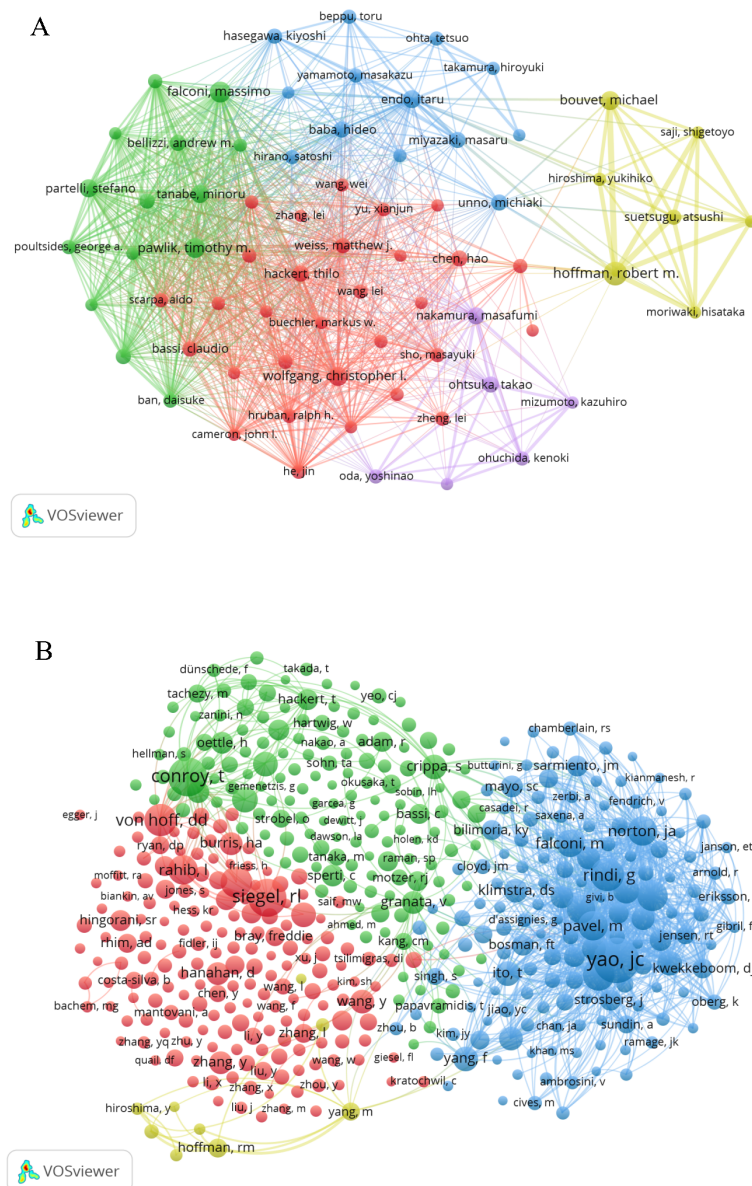 A
beppu, toru
hasegawa, kiyoshi
ohta, tetsuo
takamura, hiroyuki
yamamoto, masakazu
falconi, massimo
endo, itaru
bouvet, michael
baba, hideo
saji, shigetoyo
bellizzi, andrew m.
miyazaki, masaru
hirano, satoshi
hiroshima, yukihiko
wang, wei
partelli, stefano
tanabe, minoru
unno, michiaki
yu, xianjun
suetsugu, atsushi
zhang, lei
poultsides, george a.
pawlik, timothy m.
weiss, matthew j.
chen, hao
hackert, thilo
hoffman, robert m.
wang, lei
scarpa, aldo
moriwaki, hisataka
nakamura, masafumi
buechler, markus w.
bassi, claudio
sho, masayuki
wolfgang, christopher l.
ohtsuka, takao
ban, daisuke
mizumoto, kazuhiro
hruban, ralph h.
zheng, lei
cameron, john l.
ohuchida, kenoki
he, jin
oda, yoshinao
VOSviewer
B
dünschede, f
takada, t
tachezy, m
hackert, t
yeo, cj
zanini, n
hartwig, w
chamberlain, rs
oettle, h
nakao, a
adam, r
hellman, s
sohn, ta
crippa, s
butturini, g
sarmiento, jm
kianmanesh, r
conroy, t
okusaka, t
sobin, lh
mayo, sc
zerbi, a
fendrich, v
gemenetzis, g
garcea, g
casadei, r
saxena, a
egger, j
von hoff, dd
strobel, o
dewitt, j
bassi, c
bilimoria, ky
norton, ja
burris, ha
dawson, la
holen, kd
falconi, m
janson, et
ryan, dp
tanaka, m
raman, sp
cloyd, jm
rahib, l
friess, h
sperti, c
motzer, rj
rindi, g
arnold, r
moffitt, ra
jones, s
siegel, rl
klimstra, ds
givi, b
eriksson,
biankin, av
hess, kr
saif, mw
granata, v
hingorani, sr
ahmed, m
d'assignies, g
pavel, m
gibril, f
rhim, ad
fidler, ij
bray, freddie
kang, cm
bosman, ft
jensen, rt
xu, j
tsilimigras, di
yao, jc
costa-silva, b
hanahan, d
kim, sh
singh, s
ito, t
kwekkeboom, d
wang, l
bachem, mg
chen, y
wang, y
papavramidis, t
jiao, yc
strosberg, j
oberg, k
mantovani, a
wang, f
zhou, b
chan, ja
sundin, a
zhang, yq
zhu, y
li, y
zhang, l
kim, jy
ramage, jk
quail, df
zhang, y
liu, y
wang, w
giesel, fl
yang, f
khan, ms
li, x
zhang, x
zhou, y
kratochwil, c
ambrosini, v
hiroshima, y
liu, j
zhang, m
yang, m
cives, m
hoffman, rm
VOSviewer